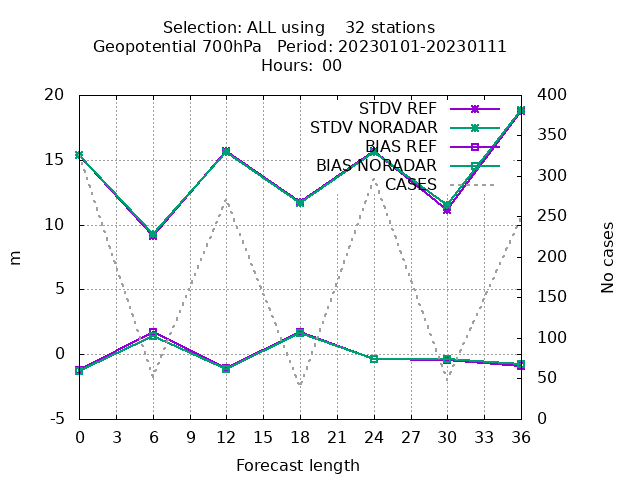 Selection: ALL using    32 stations
Geopotential 700hPa   Period: 20230101-20230111
Hours: 00
20
15
10
5
0
-5
m
400
350
300
250
200
150
100
50
0
No cases
STDV REF
STDV NORADAR
BIAS REF
BIAS NORADAR
CASES
0 3 6 9 12 15 18 21 24 27 30 33 36
Forecast length